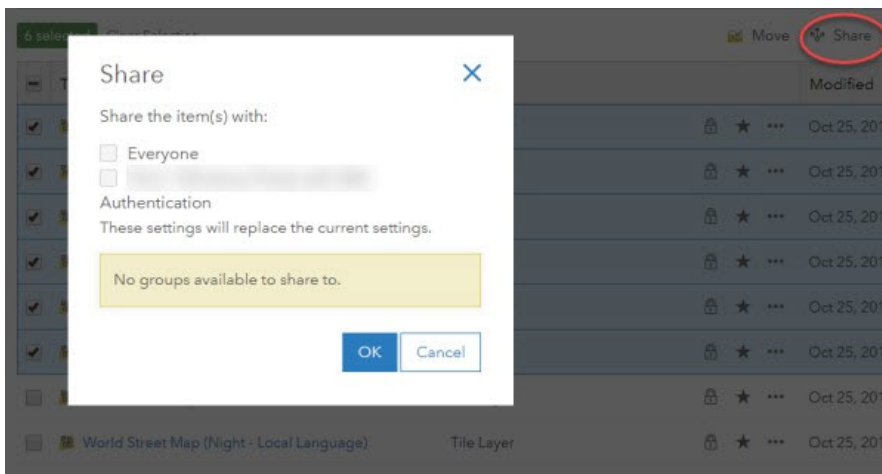 6 selected Clear Selection Move Share
Modified
Share
Share the item(s) with:
Everyone
Authentication
These settings will replace the current settings.
No groups available to share to.
OK Cancel
Oct 25, 201
Oct 25, 201
Oct 25, 201
Oct 25, 201
Oct 25, 201
Oct 25, 201
Oct 25, 201
World Street Map (Night - Local Language) Tile Layer Oct 25, 201